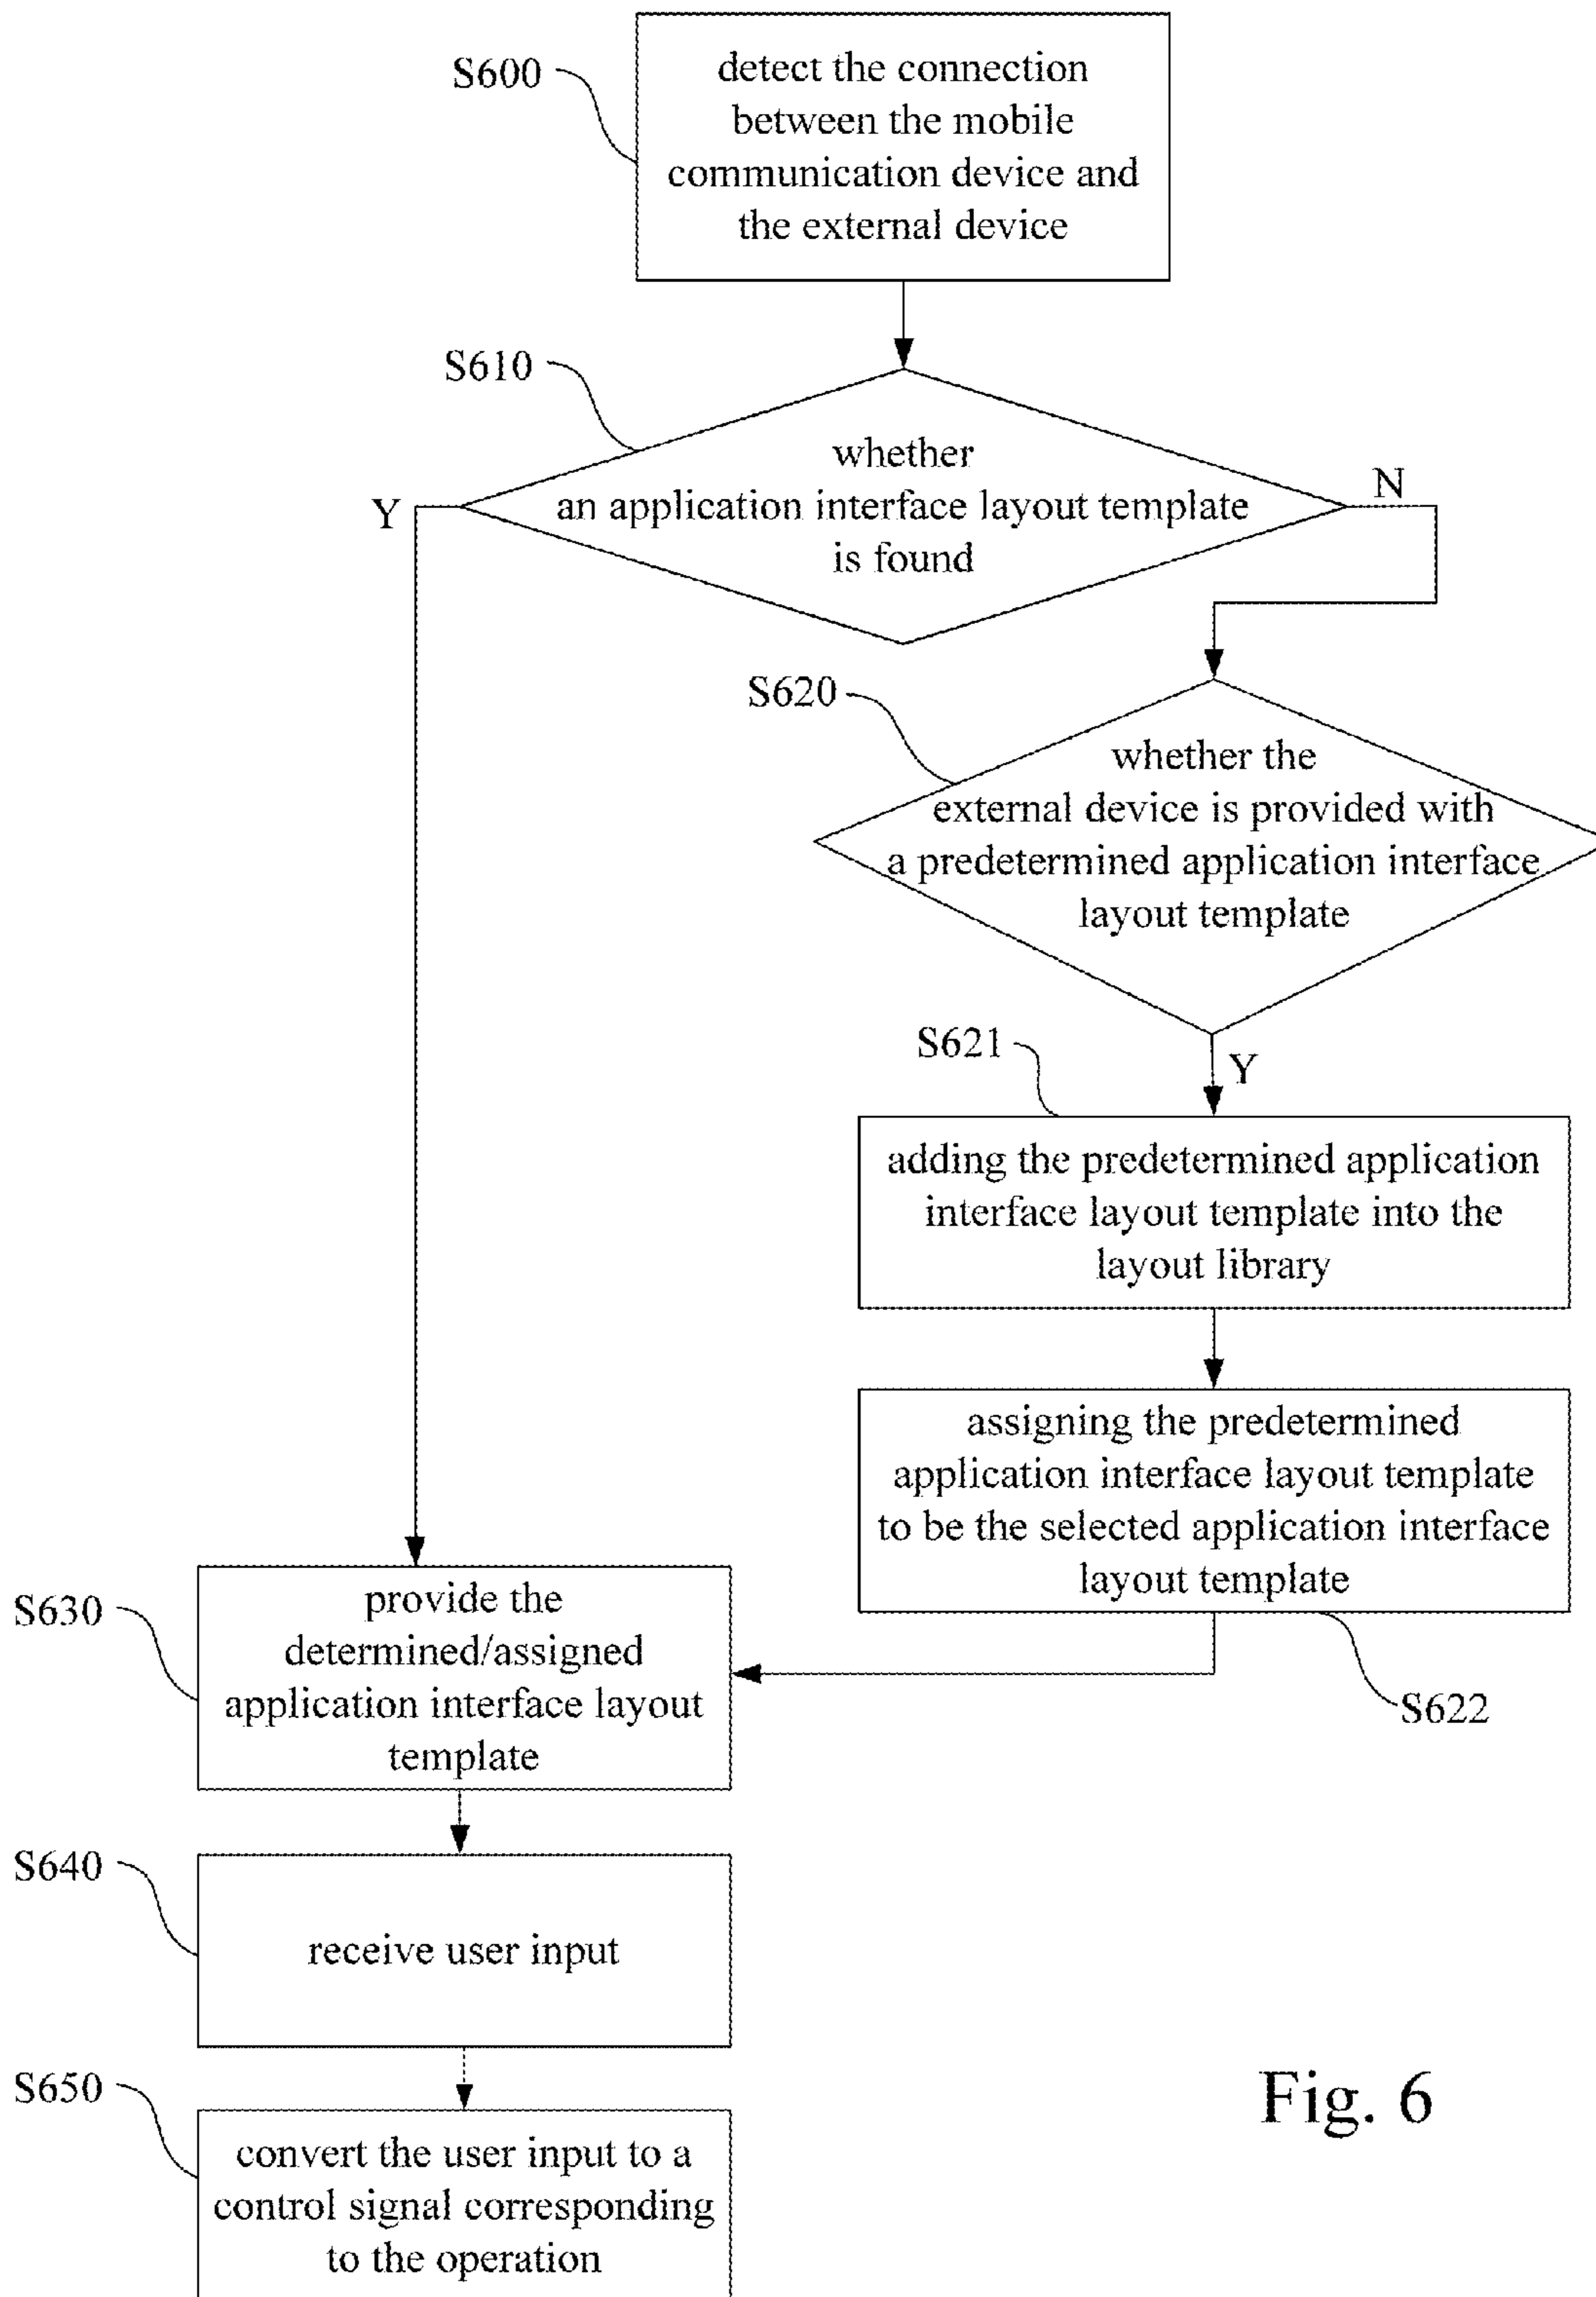 S600
detect the connection
between the mobile
communication device and
the external device
S610
whether
an application interface layout template
is found
Y
N
S620
whether the
external device is provided with
a predetermined application interface
layout template
Y
S621
adding the predetermined application
interface layout template into the
layout library
assigning the predetermined
application interface layout template
to be the selected application interface
layout template
S622
S630
provide the
determined/assigned
application interface layout
template
S640
receive user input
S650
convert the user input to a
control signal corresponding
to the operation
Fig. 6